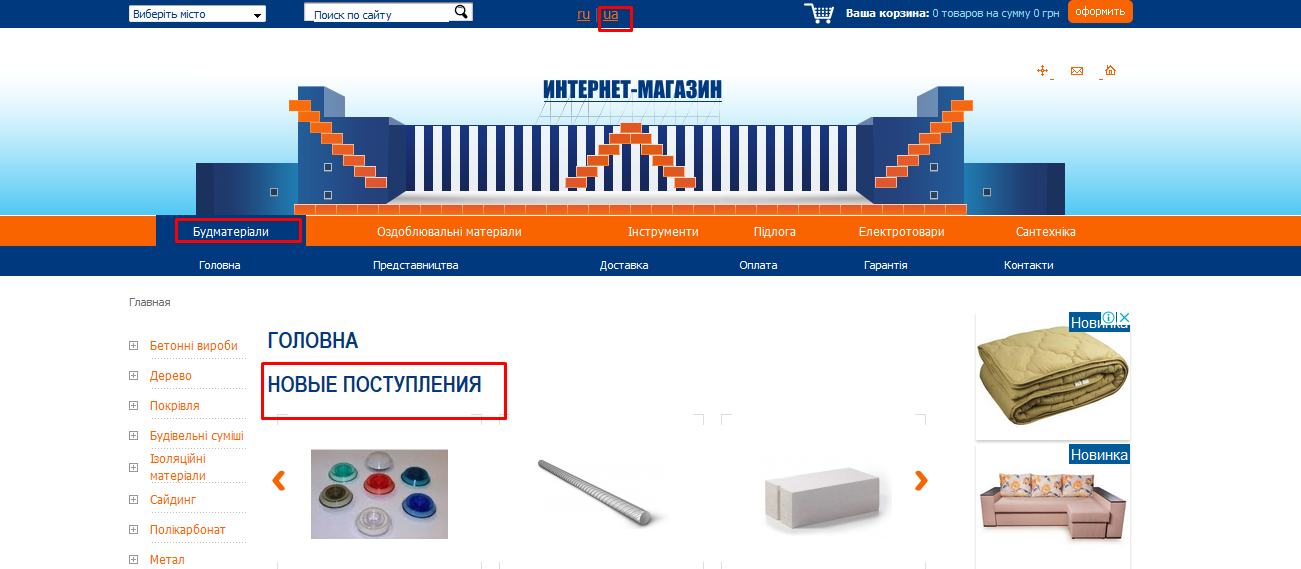 Виберіть місто
Поиск по сайту
ru | ua
Ваша корзина: 0 товаров на сумму 0 грн
оформить
ИНТЕРНЕТ-МАГАЗИН
Будматеріали
Оздоблювальні матеріали
Інструменти
Підлога
Електротовари
Сантехніка
Головна
Представництва
Доставка
Оплата
Гарантія
Контакти
Главная
Бетонні вироби
Дерево
Покрівля
Будівельні суміші
Ізоляційні
матеріали
Сайдинг
Полікарбонат
Метал
ГОЛОВНА
НОВЫЕ ПОСТУПЛЕНИЯ
Новинка
Новинка